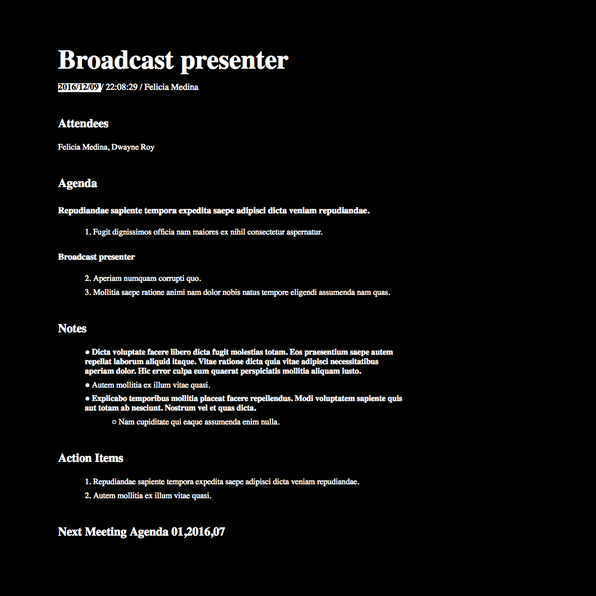 Broadcast presenter
2016/12/09 / 22:08:29 / Felicia Medina
Attendees
Felicia Medina, Dwayne Roy
Agenda
Repudiandae sapiente tempora expedita saepe adipisci dicta veniam repudiandae.
1. Fugit dignissimos officia nam maiores ex nihil consectetur aspernatur.
Broadcast presenter
2. Aperiam numquam corrupti quo.
3. Mollitia saepe ratione animi nam dolor nobis natus tempore eligendi assumenda nam quas.
Notes
● Dicta voluptate facere libero dicta fugit molestias totam. Eos praesentium saepe autem
repellat laborum aliquid itaque. Vitae ratione dicta quia vitae adipisci necessitatibus
aperiam dolor. Hic error culpa eum quaerat perspiciatis mollitia aliquam iusto.
● Autem mollitia ex illum vitae quasi.
● Explicabo temporibus mollitia placeat facere repellendus. Modi voluptatem sapiente quis
aut totam ab nesciunt. Nostrum vel et quas dicta.
○ Nam cupiditate qui eaque assumenda enim nulla.
Action Items
1. Repudiandae sapiente tempora expedita saepe adipisci dicta veniam repudiandae.
2. Autem mollitia ex illum vitae quasi.
Next Meeting Agenda 01,2016,07